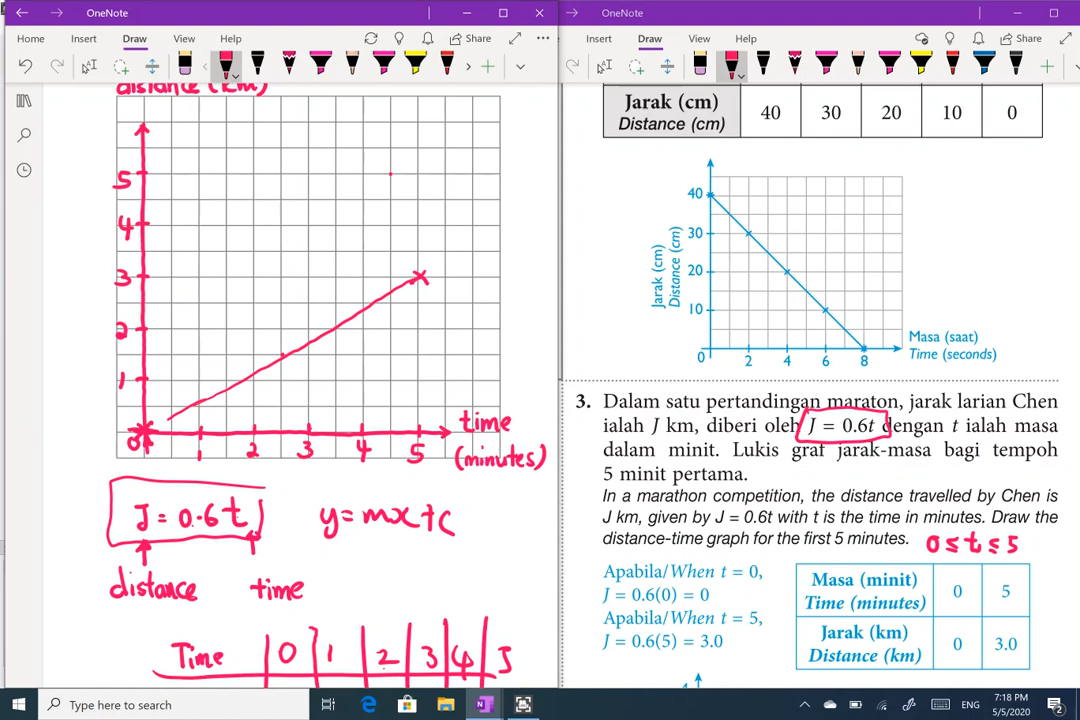 OneNote
Home Insert Draw View Help Share
distance (km)
5
4
3
2
1
0
1 2 3 4 5
time
(minutes)
J = 0.6t
y = mx + c
distance
time
Time 0 1 2 3 4 5
OneNote
Insert Draw View Help Share
Jarak (cm)
Distance (cm)
40 30 20 10 0
40
30
20
10
0 2 4 6 8
Jarak (cm)
Distance (cm)
Masa (saat)
Time (seconds)
3. Dalam satu pertandingan maraton, jarak larian Chen
ialah J km, diberi oleh J = 0.6t dengan t ialah masa
dalam minit. Lukis graf jarak-masa bagi tempoh
5 minit pertama.
In a marathon competition, the distance travelled by Chen is
J km, given by J = 0.6t with t is the time in minutes. Draw the
distance-time graph for the first 5 minutes.
0 ≤ t ≤ 5
Apabila/When t = 0,
J = 0.6(0) = 0
Apabila/When t = 5,
J = 0.6(5) = 3.0
Masa (minit)
Time (minutes)
0 5
Jarak (km)
Distance (km)
0 3.0
Type here to search
ENG
7:18 PM
5/5/2020
2